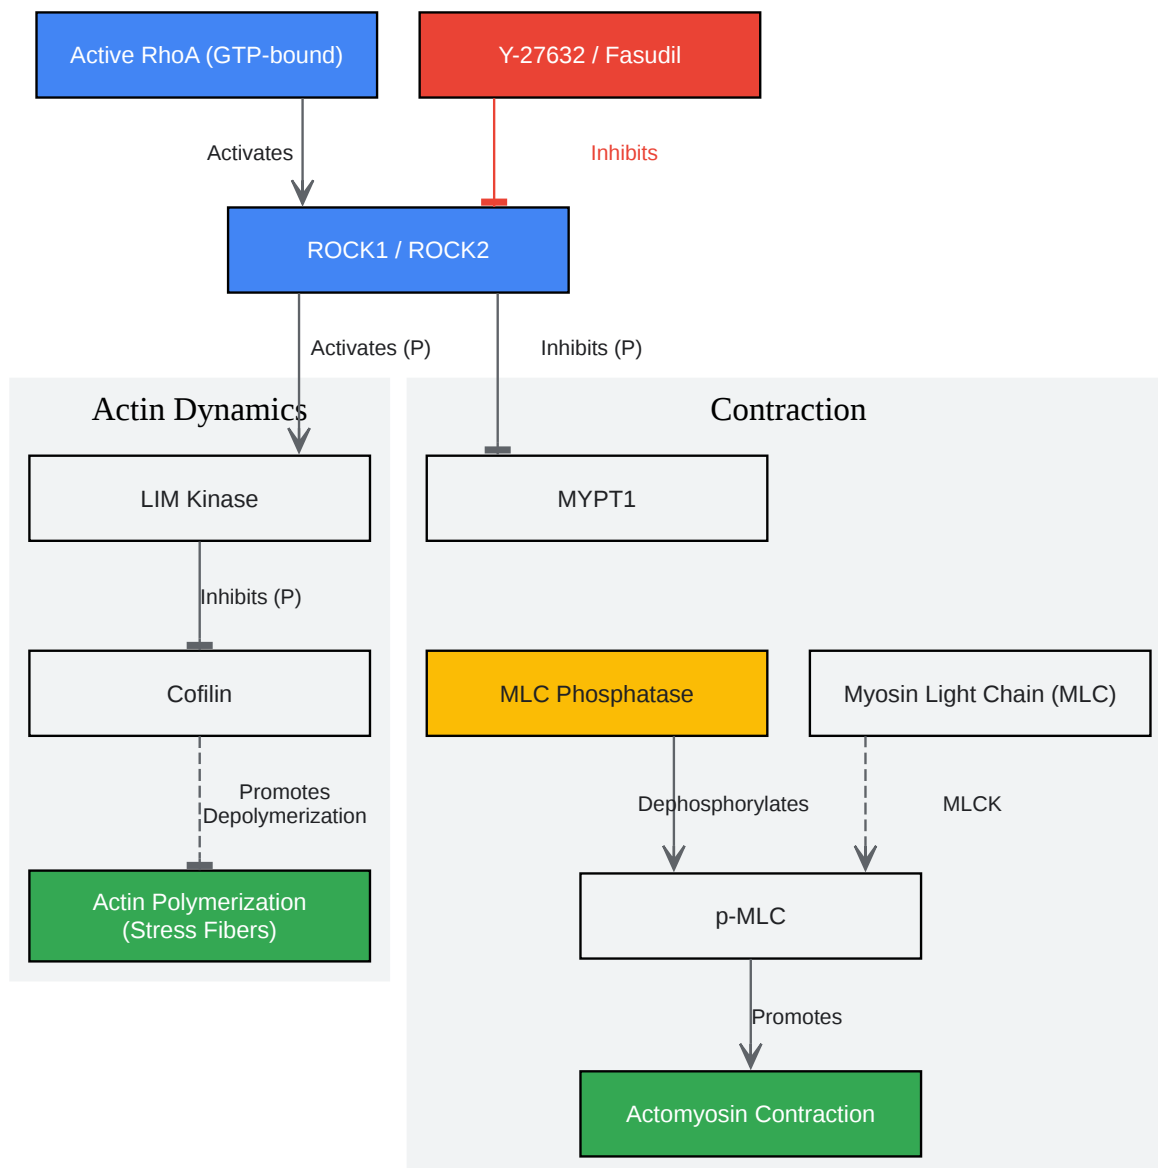 Active RhoA (GTP-bound)
Y-27632 / Fasudil
Activates
Inhibits
ROCK1 / ROCK2
Activates (P)
Inhibits (P)
Actin Dynamics
Contraction
LIM Kinase
MYPT1
Inhibits (P)
Cofilin
MLC Phosphatase
Myosin Light Chain (MLC)
Promotes
Depolymerization
Dephosphorylates
MLCK
Actin Polymerization
(Stress Fibers)
p-MLC
Promotes
Actomyosin Contraction